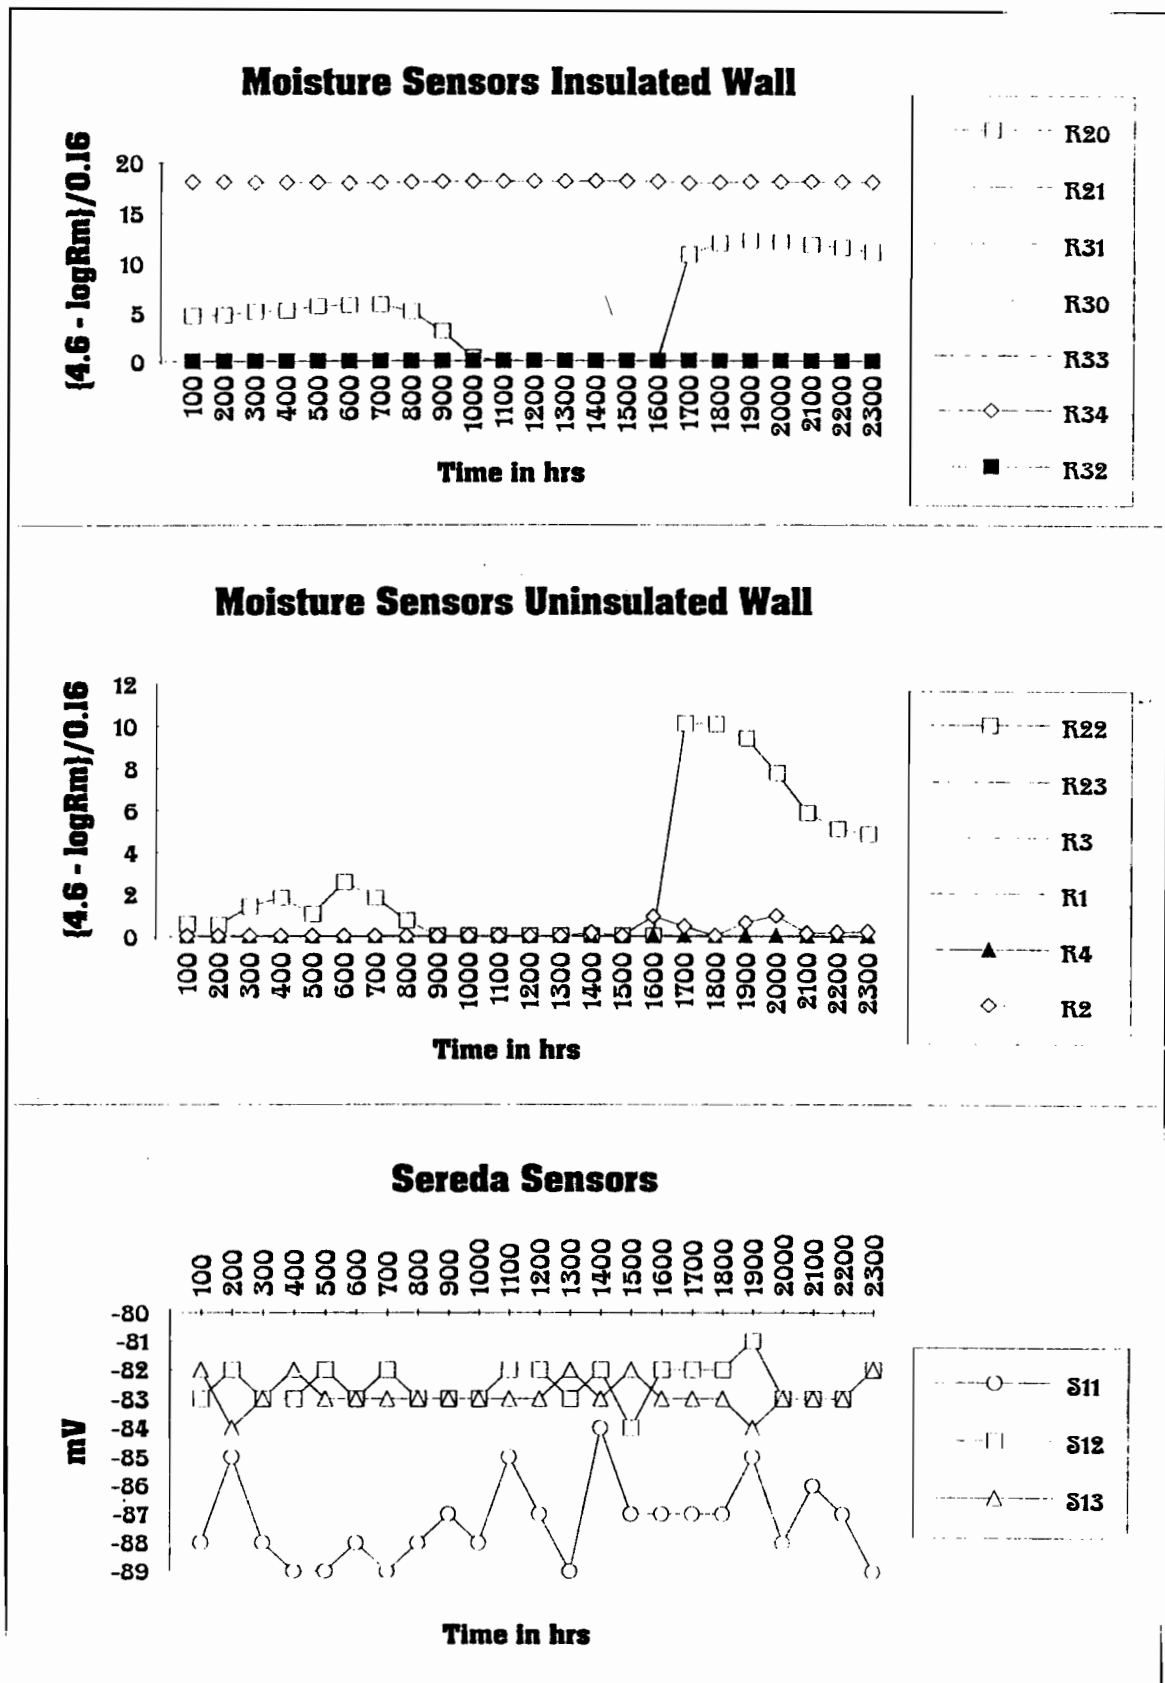 Moisture Sensors Insulated Wall
{4.6 - logRm}/0.16
20
15
10
5
0
100 200 300 400 500 600 700 800 900 1000 1100 1200 1300 1400 1500 1600 1700 1800 1900 2000 2100 2200 2300
Time in hrs
R20
R21
R31
R30
R33
R34
R32
Moisture Sensors Uninsulated Wall
{4.6 - logRm}/0.16
12
10
8
6
4
2
0
100 200 300 400 500 600 700 800 900 1000 1100 1200 1300 1400 1500 1600 1700 1800 1900 2000 2100 2200 2300
Time in hrs
R22
R23
R3
R1
R4
R2
Sereda Sensors
100 200 300 400 500 600 700 800 900 1000 1100 1200 1300 1400 1500 1600 1700 1800 1900 2000 2100 2200 2300
mV
-80
-81
-82
-83
-84
-85
-86
-87
-88
-89
Time in hrs
S11
S12
S13